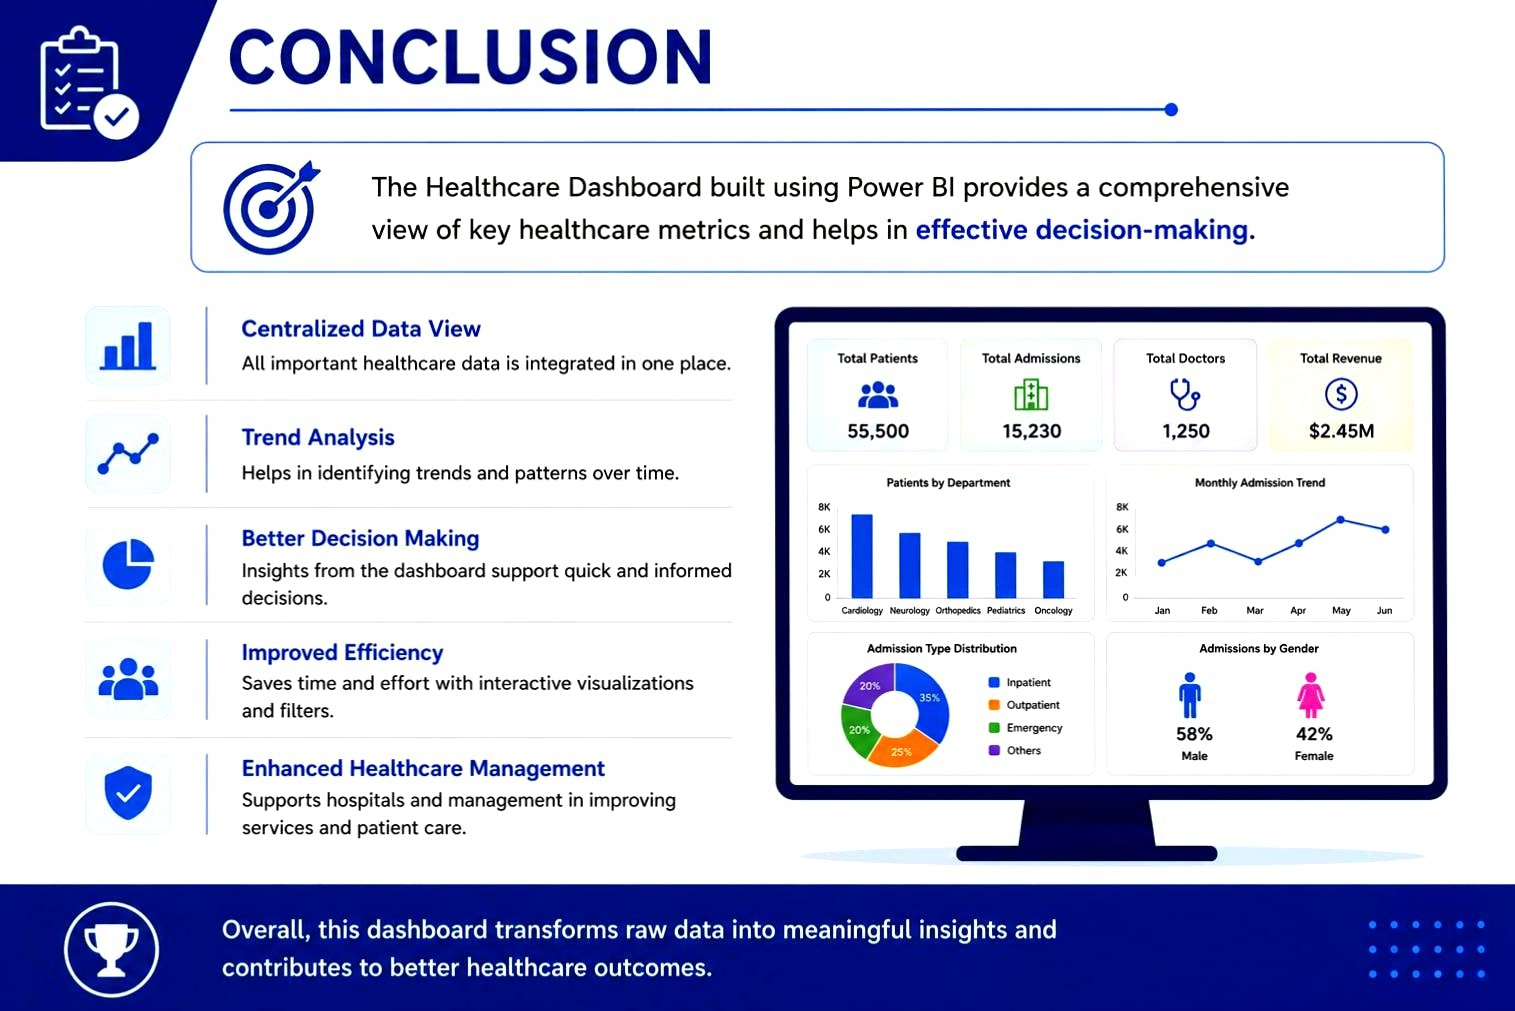 CONCLUSION
The Healthcare Dashboard built using Power BI provides a comprehensive
view of key healthcare metrics and helps in effective decision-making.
Centralized Data View
All important healthcare data is integrated in one place.
Trend Analysis
Helps in identifying trends and patterns over time.
Better Decision Making
Insights from the dashboard support quick and informed
decisions.
Improved Efficiency
Saves time and effort with interactive visualizations
and filters.
Enhanced Healthcare Management
Supports hospitals and management in improving
services and patient care.
Total Patients
55,500
Total Admissions
15,230
Total Doctors
1,250
Total Revenue
$
$2.45M
Patients by Department
8K
6K
4K
2K
0
Cardiology Neurology Orthopedics Pediatrics Oncology
Monthly Admission Trend
8K
6K
4K
2K
0
Jan Feb Mar Apr May Jun
Admission Type Distribution
20%
35%
20%
25%
Inpatient
Outpatient
Emergency
Others
Admissions by Gender
58%
Male
42%
Female
Overall, this dashboard transforms raw data into meaningful insights and
contributes to better healthcare outcomes.